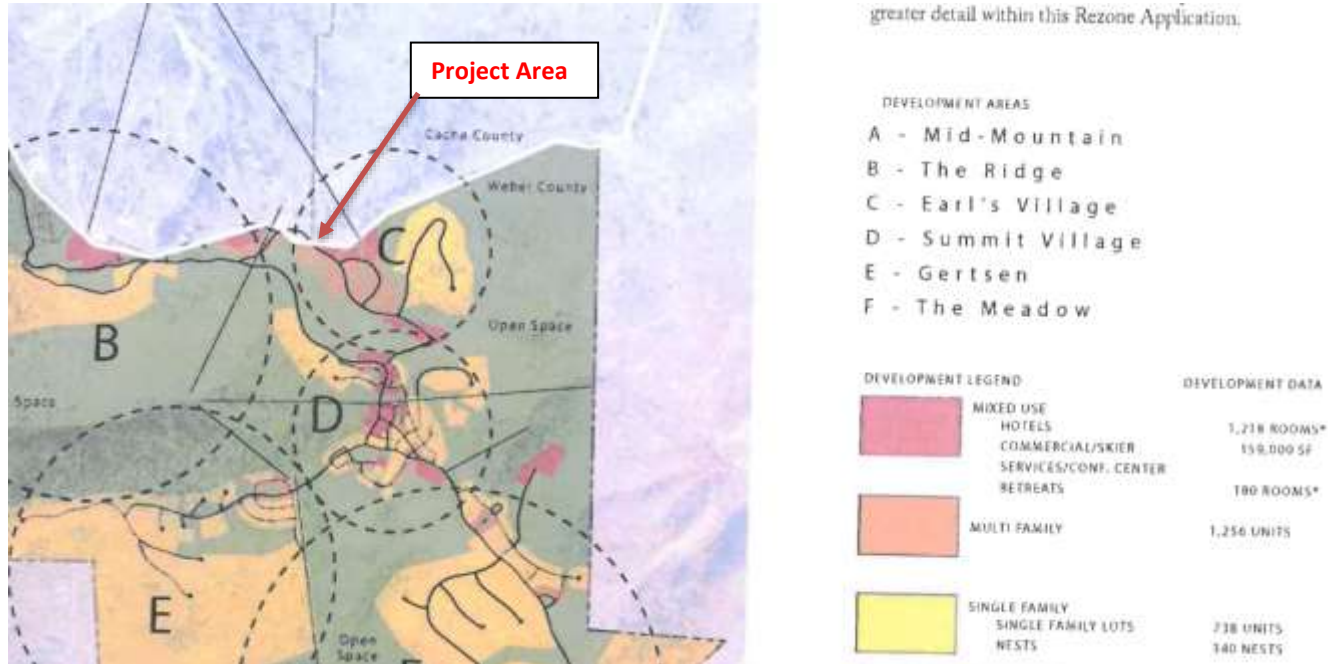 greater detail within this Rezone Application.
Project Area
Cache County
Weber County
C
B
Open Space
Space
D
E
Open
Space
DEVELOPMENT AREAS
A - Mid-Mountain
B - The Ridge
C - Earl's Village
D - Summit Village
E - Gertsen
F - The Meadow
DEVELOPMENT LEGEND DEVELOPMENT DATA
MIXED USE
HOTELS 1,218 ROOMS*
COMMERCIAL/SKIER 159,000 SF
SERVICES/CONF. CENTER
RETREATS 180 ROOMS*
MULTI FAMILY 1,256 UNITS
SINGLE FAMILY
SINGLE FAMILY LOTS 738 UNITS
NESTS 340 NESTS